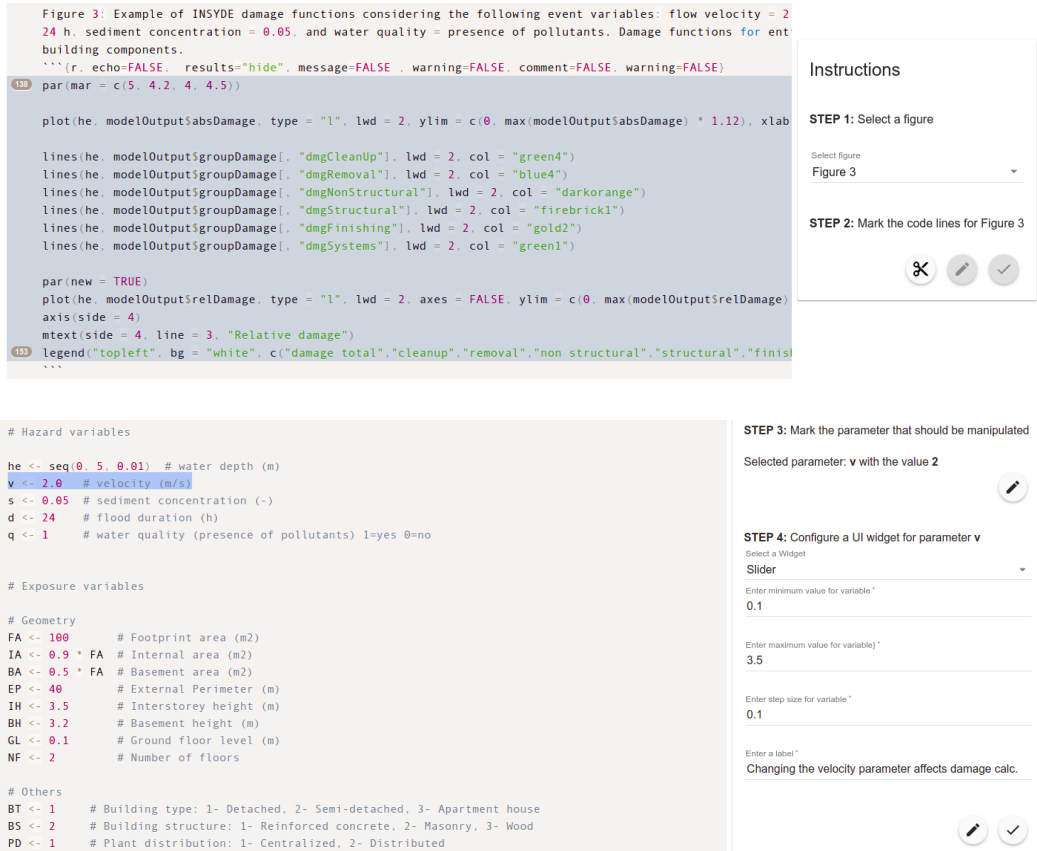 Figure 3: Example of INSYDE damage functions considering the following event variables: flow velocity = 2
24 h, sediment concentration = 0.05, and water quality = presence of pollutants. Damage functions for ent
building components.
```{r, echo=FALSE,  results="hide", message=FALSE , warning=FALSE, comment=FALSE, warning=FALSE}
138 par(mar = c(5, 4.2, 4, 4.5))
plot(he, modelOutput$absDamage, type = "l", lwd = 2, ylim = c(0, max(modelOutput$absDamage) * 1.12), xlab
lines(he, modelOutput$groupDamage[, "dmgCleanUp"], lwd = 2, col = "green4")
lines(he, modelOutput$groupDamage[, "dmgRemoval"], lwd = 2, col = "blue4")
lines(he, modelOutput$groupDamage[, "dmgNonStructural"], lwd = 2, col = "darkorange")
lines(he, modelOutput$groupDamage[, "dmgStructural"], lwd = 2, col = "firebrick1")
lines(he, modelOutput$groupDamage[, "dmgFinishing"], lwd = 2, col = "gold2")
lines(he, modelOutput$groupDamage[, "dmgSystems"], lwd = 2, col = "green1")
par(new = TRUE)
plot(he, modelOutput$relDamage, type = "l", lwd = 2, axes = FALSE, ylim = c(0, max(modelOutput$relDamage)
axis(side = 4)
mtext(side = 4, line = 3, "Relative damage")
153 legend("topleft", bg = "white", c("damage total","cleanup","removal","non structural","structural","finis
```
Instructions
STEP 1: Select a figure
Select figure
Figure 3
STEP 2: Mark the code lines for Figure 3
# Hazard variables
he <- seq(0, 5, 0.01)  # water depth (m)
v <- 2.0   # velocity (m/s)
s <- 0.05  # sediment concentration (-)
d <- 24    # flood duration (h)
q <- 1     # water quality (presence of pollutants) 1=yes 0=no
# Exposure variables
# Geometry
FA <- 100       # Footprint area (m2)
IA <- 0.9 * FA  # Internal area (m2)
BA <- 0.5 * FA  # Basement area (m2)
EP <- 40        # External Perimeter (m)
IH <- 3.5       # Interstorey height (m)
BH <- 3.2       # Basement height (m)
GL <- 0.1       # Ground floor level (m)
NF <- 2         # Number of floors
# Others
BT <- 1     # Building type: 1- Detached, 2- Semi-detached, 3- Apartment house
BS <- 2     # Building structure: 1- Reinforced concrete, 2- Masonry, 3- Wood
PD <- 1     # Plant distribution: 1- Centralized, 2- Distributed
STEP 3: Mark the parameter that should be manipulated
Selected parameter: v with the value 2
STEP 4: Configure a UI widget for parameter v
Select a Widget
Slider
Enter minimum value for variable *
0.1
Enter maximum value for variable) *
3.5
Enter step size for variable *
0.1
Enter a label *
Changing the velocity parameter affects damage calc.